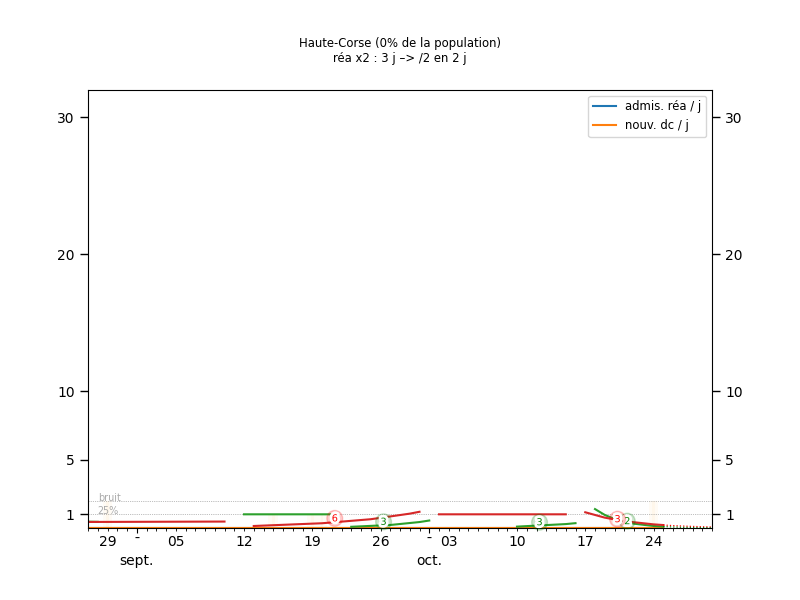 Haute-Corse (0% de la population)
réa x2 : 3 j –> /2 en 2 j
admis. réa / j
nouv. dc / j
30 30
20 20
10 10
5 5
bruit
25%
1 1
6 3 3 3 2
29 - 05 12 19 26 - 03 10 17 24
sept. oct.